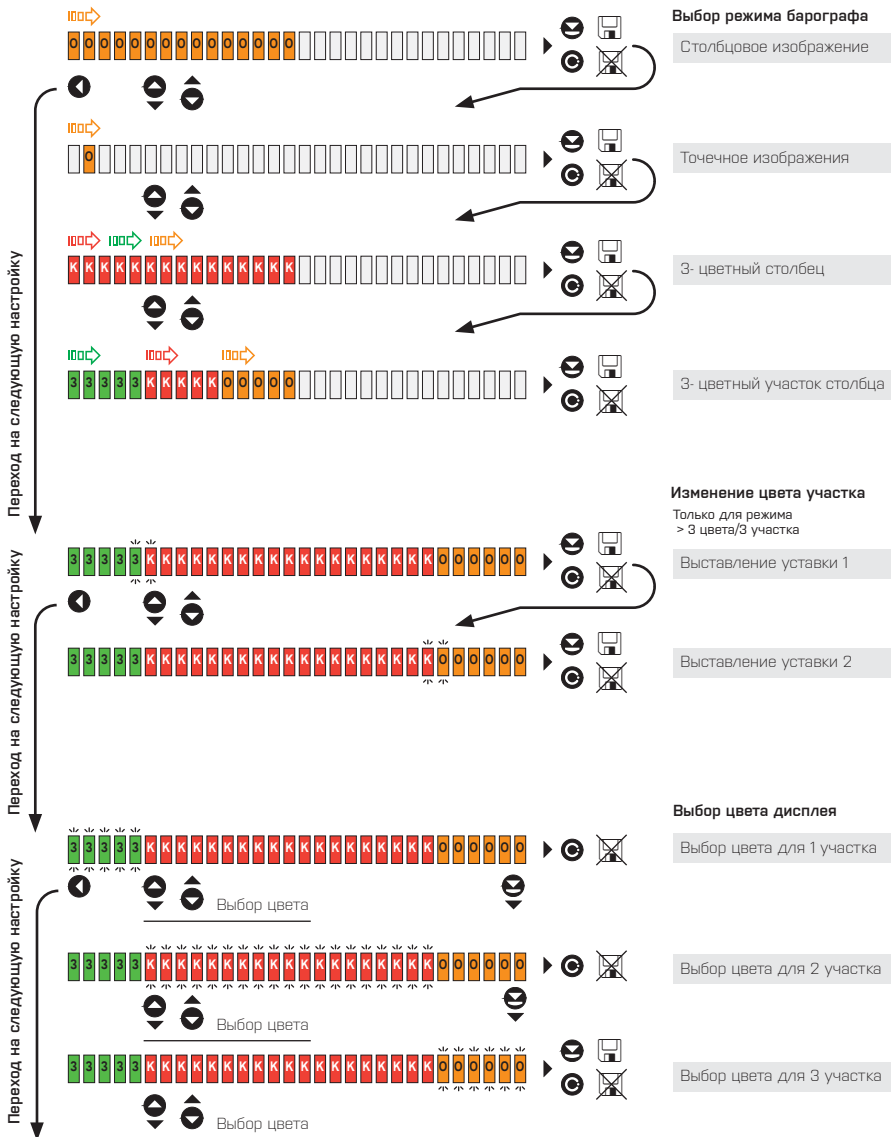 Выбор режима барографа
О О О О О О О О О О О О О О О
Столбцовое изображение
О
Точечное изображения
К К К К К К К К К К К К К К К
3- цветный столбец
З З З З З К К К К К О О О О О
3- цветный участок столбца
Переход на следующую настройку
Изменение цвета участка
Только для режима
> 3 цвета/3 участка
З З З З З К К К К К К К К К К К К К К К К К К К О О О О О О
Выставление уставки 1
З З З З З К К К К К К К К К К К К К К К К К К К О О О О О О
Выставление уставки 2
Переход на следующую настройку
Выбор цвета дисплея
З З З З З К К К К К К К К К К К К К К К К К К К О О О О О О
Выбор цвета для 1 участка
Выбор цвета
З З З З З К К К К К К К К К К К К К К К К К К К О О О О О О
Выбор цвета для 2 участка
Выбор цвета
З З З З З К К К К К К К К К К К К К К К К К К К О О О О О О
Выбор цвета для 3 участка
Выбор цвета
Переход на следующую настройку